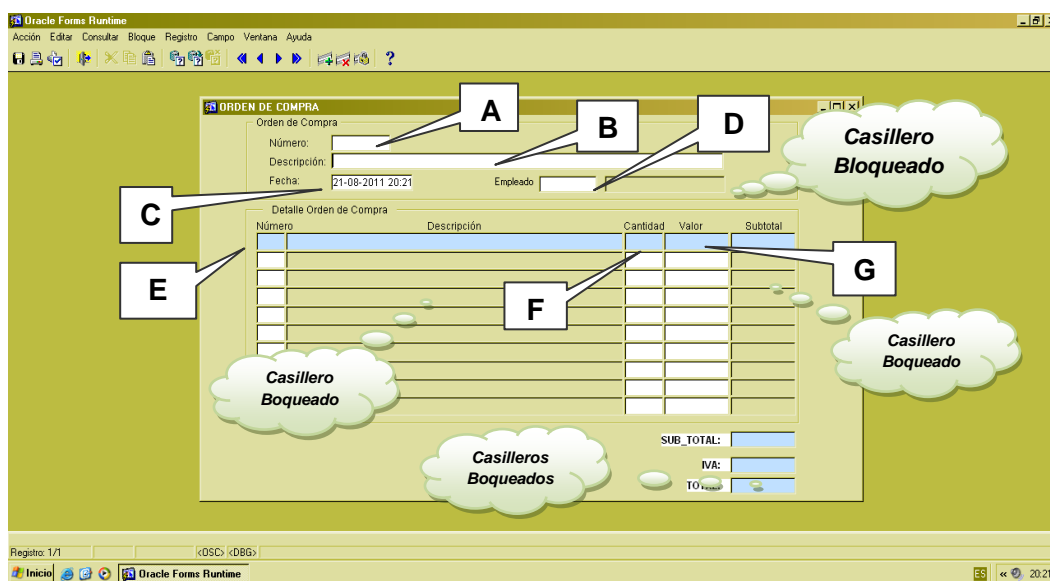 Oracle Forms Runtime
Acción Editar Consultar Bloque Registro Campo Ventana Ayuda
ORDEN DE COMPRA
Orden de Compra
A
B
D
Número:
Descripción:
Fecha: 21-08-2011 20:21 Empleado
Casillero
Bloqueado
C
Detalle Orden de Compra
Número Descripción Cantidad Valor Subtotal
E
F
G
Casillero
Boqueado
Casillero
Boqueado
Casilleros
Boqueados
SUB_TOTAL:
IVA:
Registro: 1/1 <OSC> <DBG>
Inicio Oracle Forms Runtime ES « 20:21